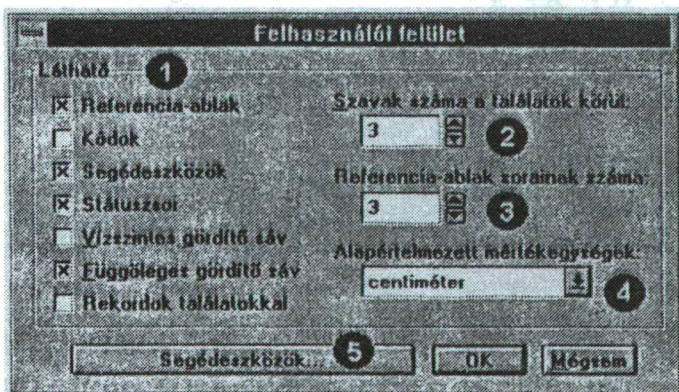 Felhasználói felület
Látható 1
Referencia-ablak
Kódok
Segédeszközök
Státuszsor
Vízszintes gördítő sáv
Függőleges gördítő sáv
Rekordok találatokkal
Szavak száma a találatok körül:
3 2
Referencia-ablak sorainak száma:
3 3
Alapértelmezett mértékegységek:
centiméter 4
Segédeszközök... 5 OK Mégsem